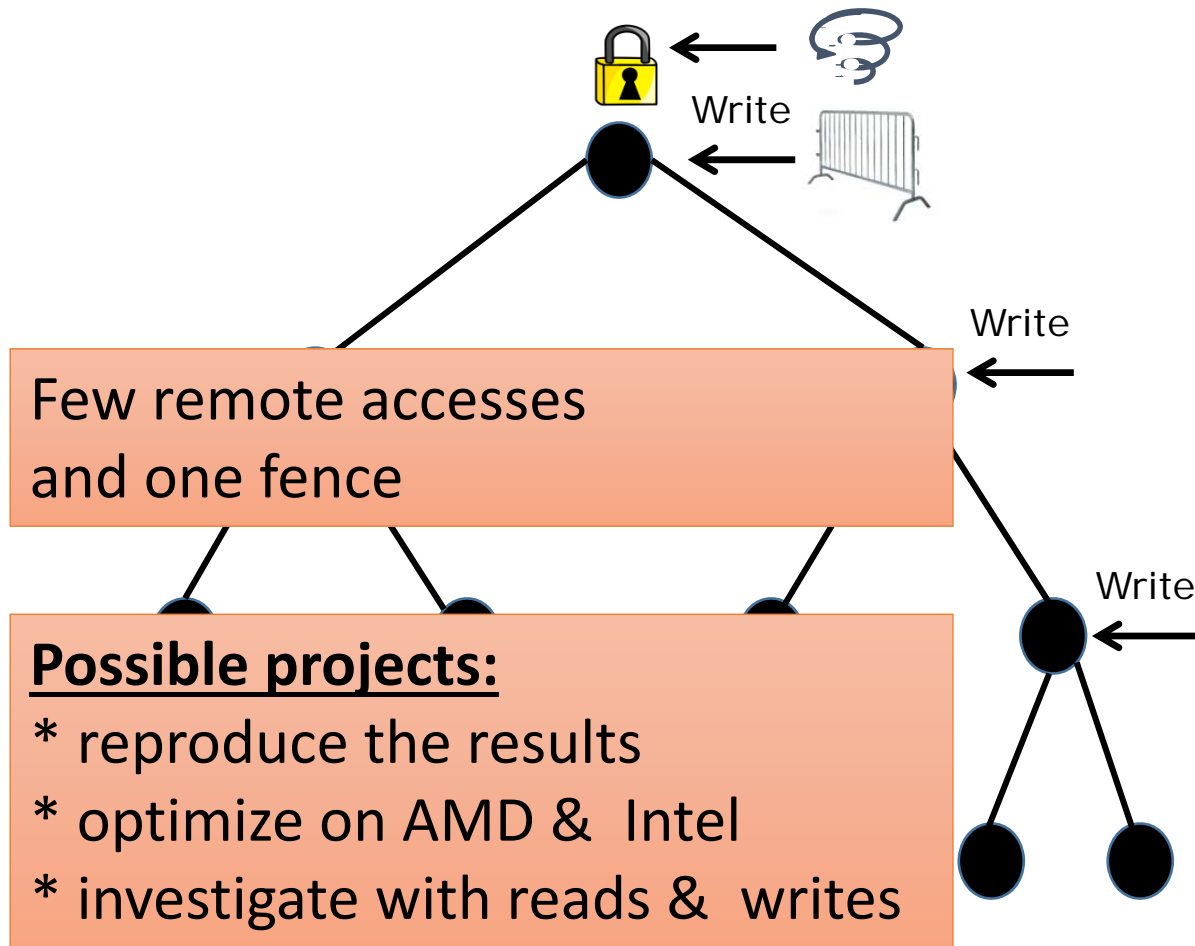 Write
Write
Few remote accesses
and one fence
Write
Possible projects:
* reproduce the results
* optimize on AMD & Intel
* investigate with reads & writes